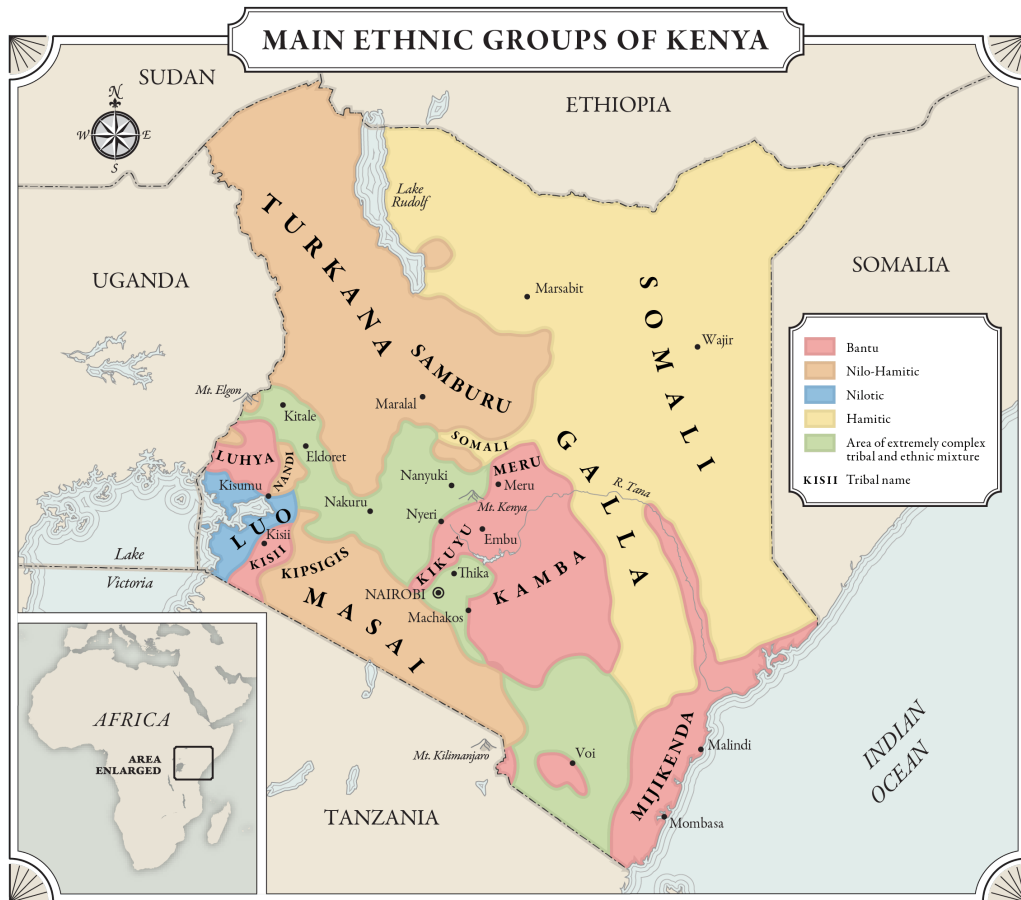 MAIN ETHNIC GROUPS OF KENYA
SUDAN
ETHIOPIA
N
W
E
S
Lake
Rudolf
TURKANA
UGANDA
SOMALIA
SOMALI
Marsabit
Wajir
SAMBURU
Maralal
Bantu
Nilo-Hamitic
Nilotic
Hamitic
Area of extremely complex
tribal and ethnic mixture
KISII Tribal name
Mt. Elgon
Kitale
Eldoret
LUHYA
NANDI
SOMALI
GALLA
MERU
Meru
Nanyuki
Kisumu
LUO
Nakuru
Mt. Kenya
R. Tana
Nyeri
Kisii
KISII
Embu
KIKUYU
KIPSIGIS
Lake
Victoria
Thika
KAMBA
NAIROBI
MASAI
Machakos
AFRICA
AREA
ENLARGED
Mt. Kilimanjaro
Voi
MIJIKENDA
Malindi
INDIAN
OCEAN
TANZANIA
Mombasa